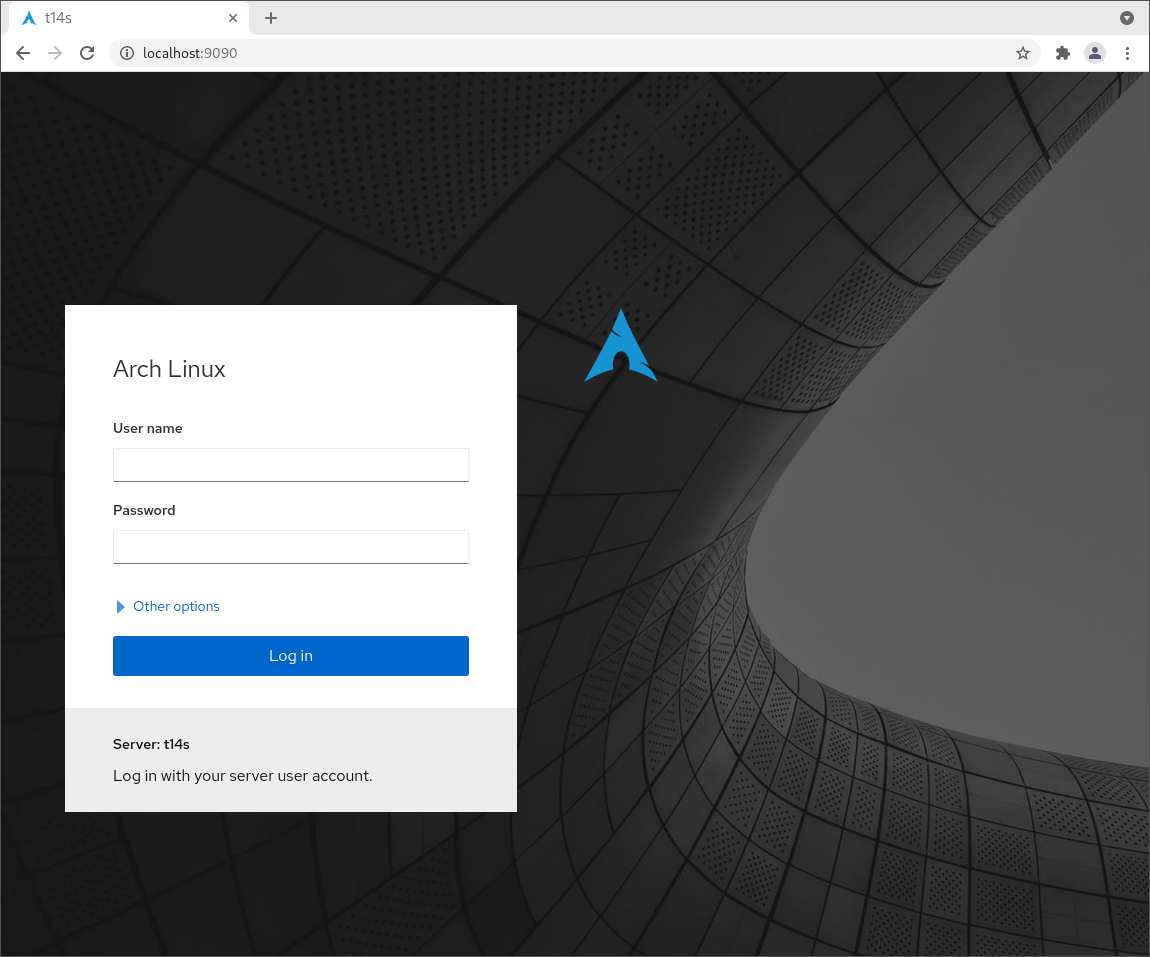 t14s
localhost:9090
Arch Linux
User name
Password
Other options
Log in
Server: t14s
Log in with your server user account.